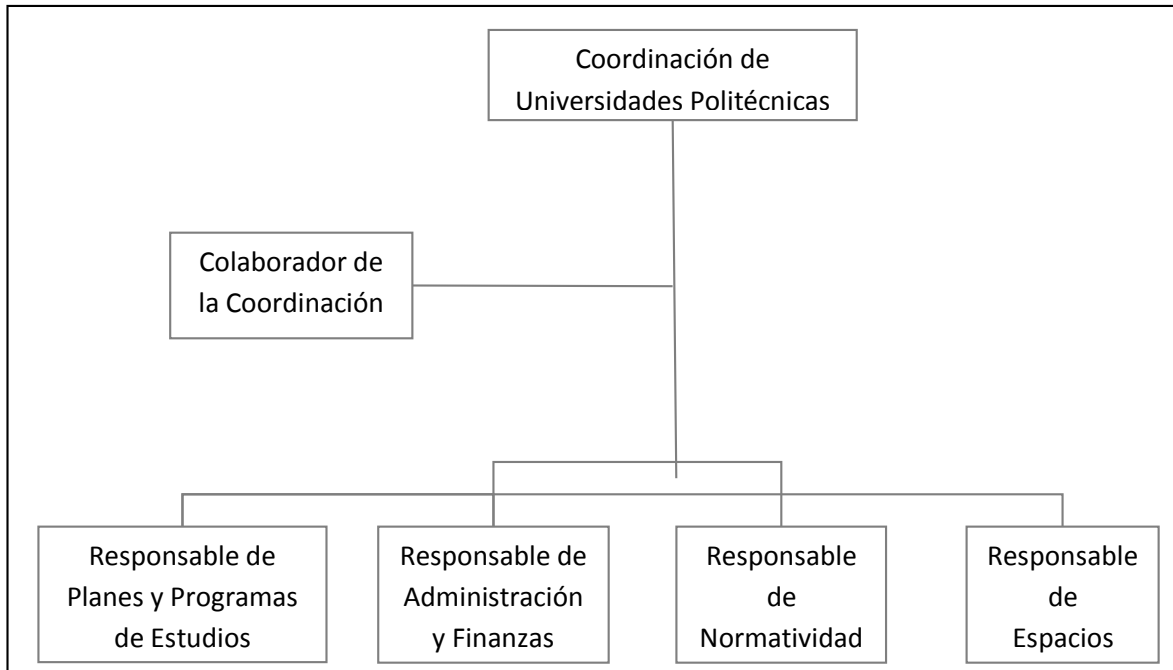 Coordinación de
Universidades Politécnicas
Colaborador de
la Coordinación
Responsable de
Planes y Programas
de Estudios
Responsable de
Administración
y Finanzas
Responsable
de
Normatividad
Responsable
de
Espacios